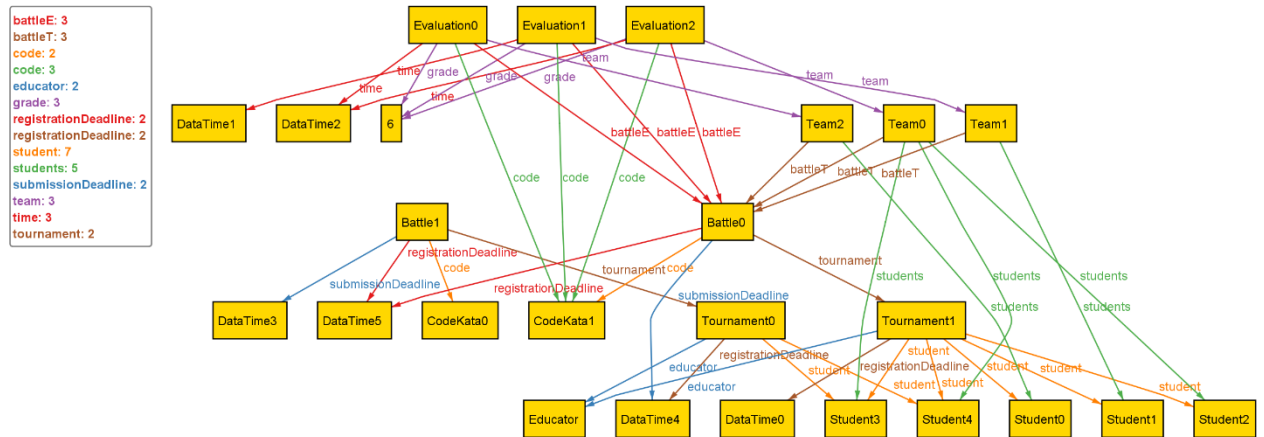 battleE: 3
battleT: 3
code: 2
code: 3
educator: 2
grade: 3
registrationDeadline: 2
registrationDeadline: 2
student: 7
students: 5
submissionDeadline: 2
team: 3
time: 3
tournament: 2
Evaluation0 Evaluation1 Evaluation2
team
time grade grade grade team
time
DataTime1 DataTime2 6 Team2 Team0 Team1
battleE battleE battleE
battleT
battleT
battleT
code code code
Battle1 Battle0
registrationDeadline tournament
code tournament code students students students
submissionDeadline registrationDeadline submissionDeadline students
DataTime3 DataTime5 CodeKata0 CodeKata1 Tournament0 Tournament1
registrationDeadline student
educator student registrationDeadline student student student
educator student student
Educator DataTime4 DataTime0 Student3 Student4 Student0 Student1 Student2